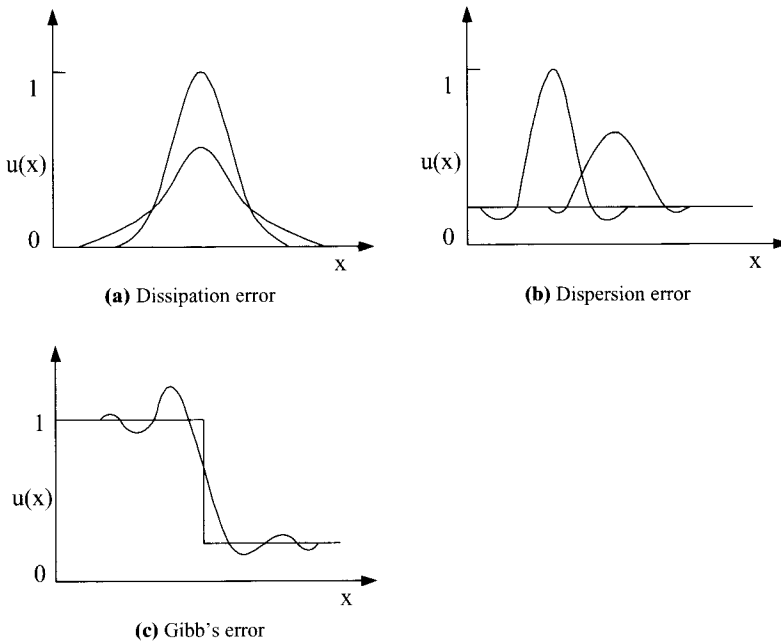 1
u(x)
0
x
(a) Dissipation error
1
u(x)
0
x
(b) Dispersion error
1
u(x)
0
x
(c) Gibb's error